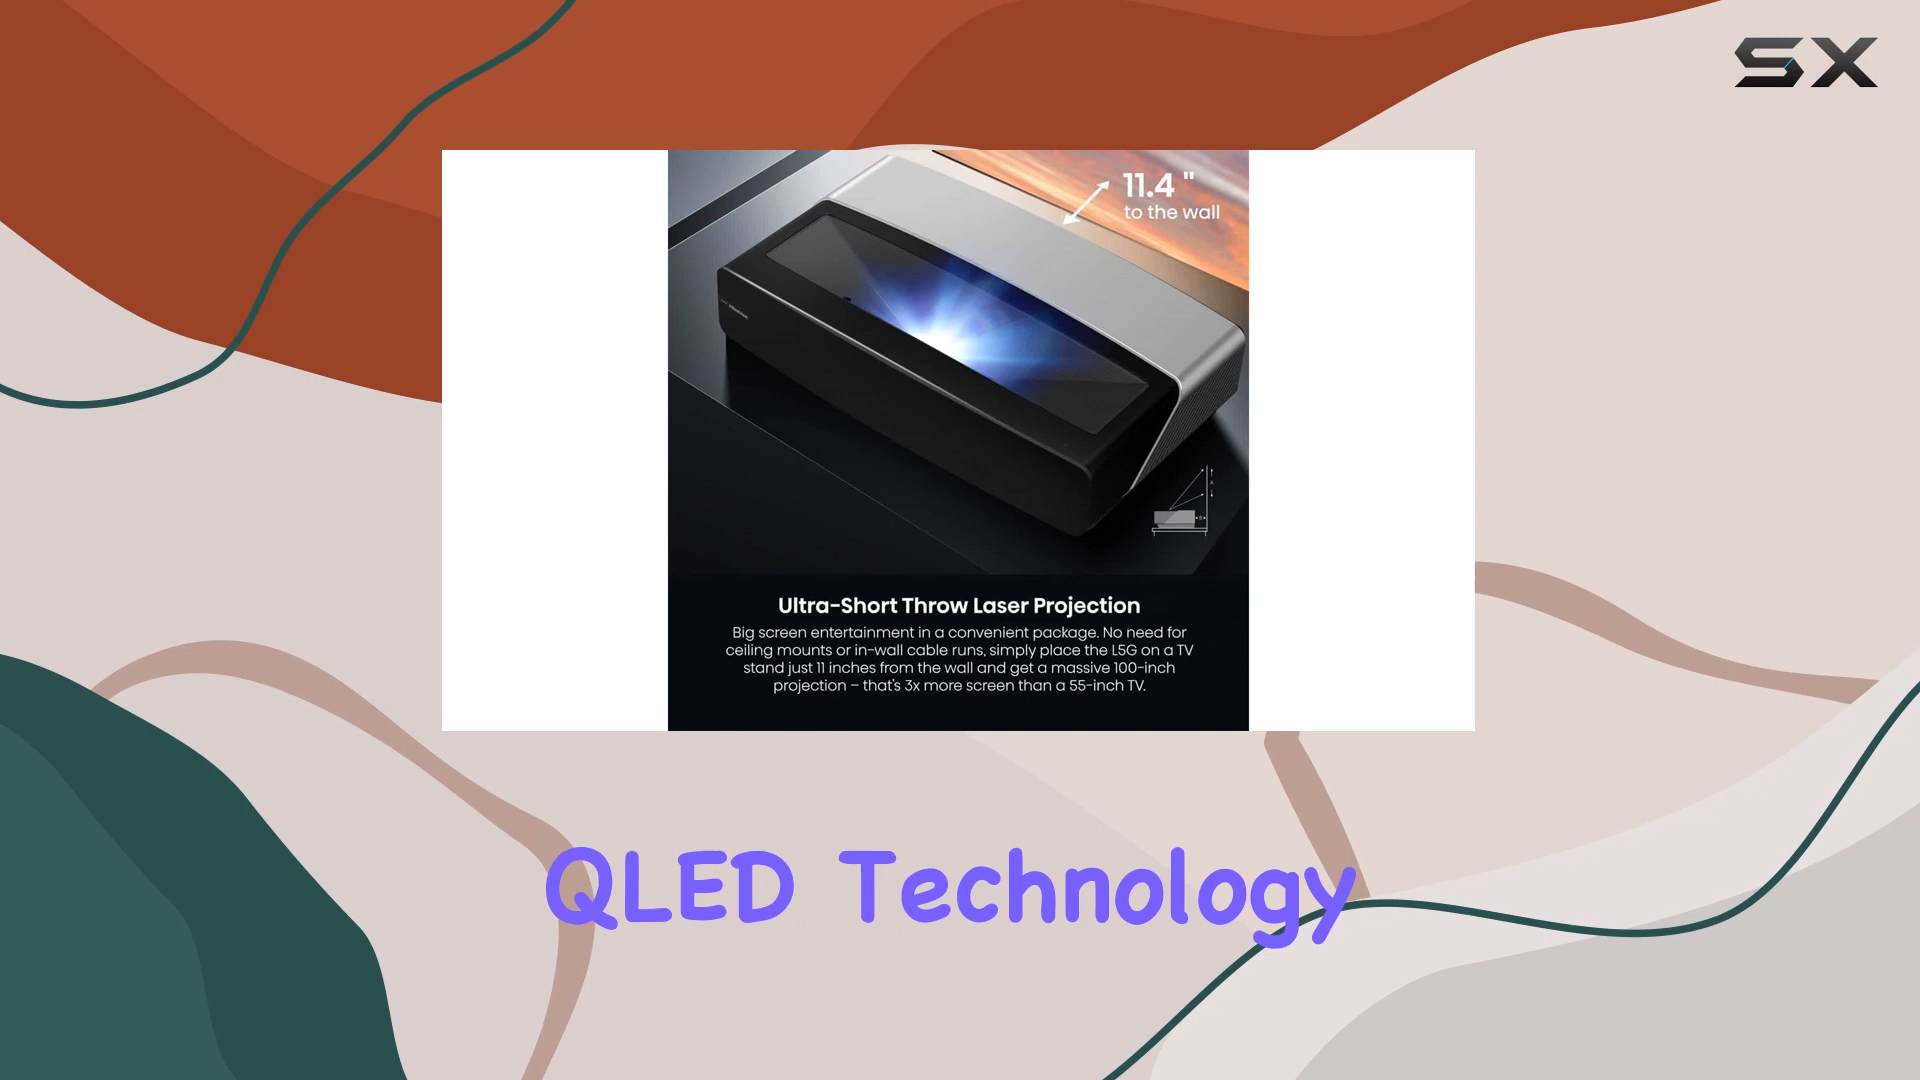 SX
11.4 "
to the wall
Ultra-Short Throw Laser Projection
Big screen entertainment in a convenient package. No need for
ceiling mounts or in-wall cable runs, simply place the L5G on a TV
stand just 11 inches from the wall and get a massive 100-inch
projection – that's 3x more screen than a 55-inch TV.
QLED Technology